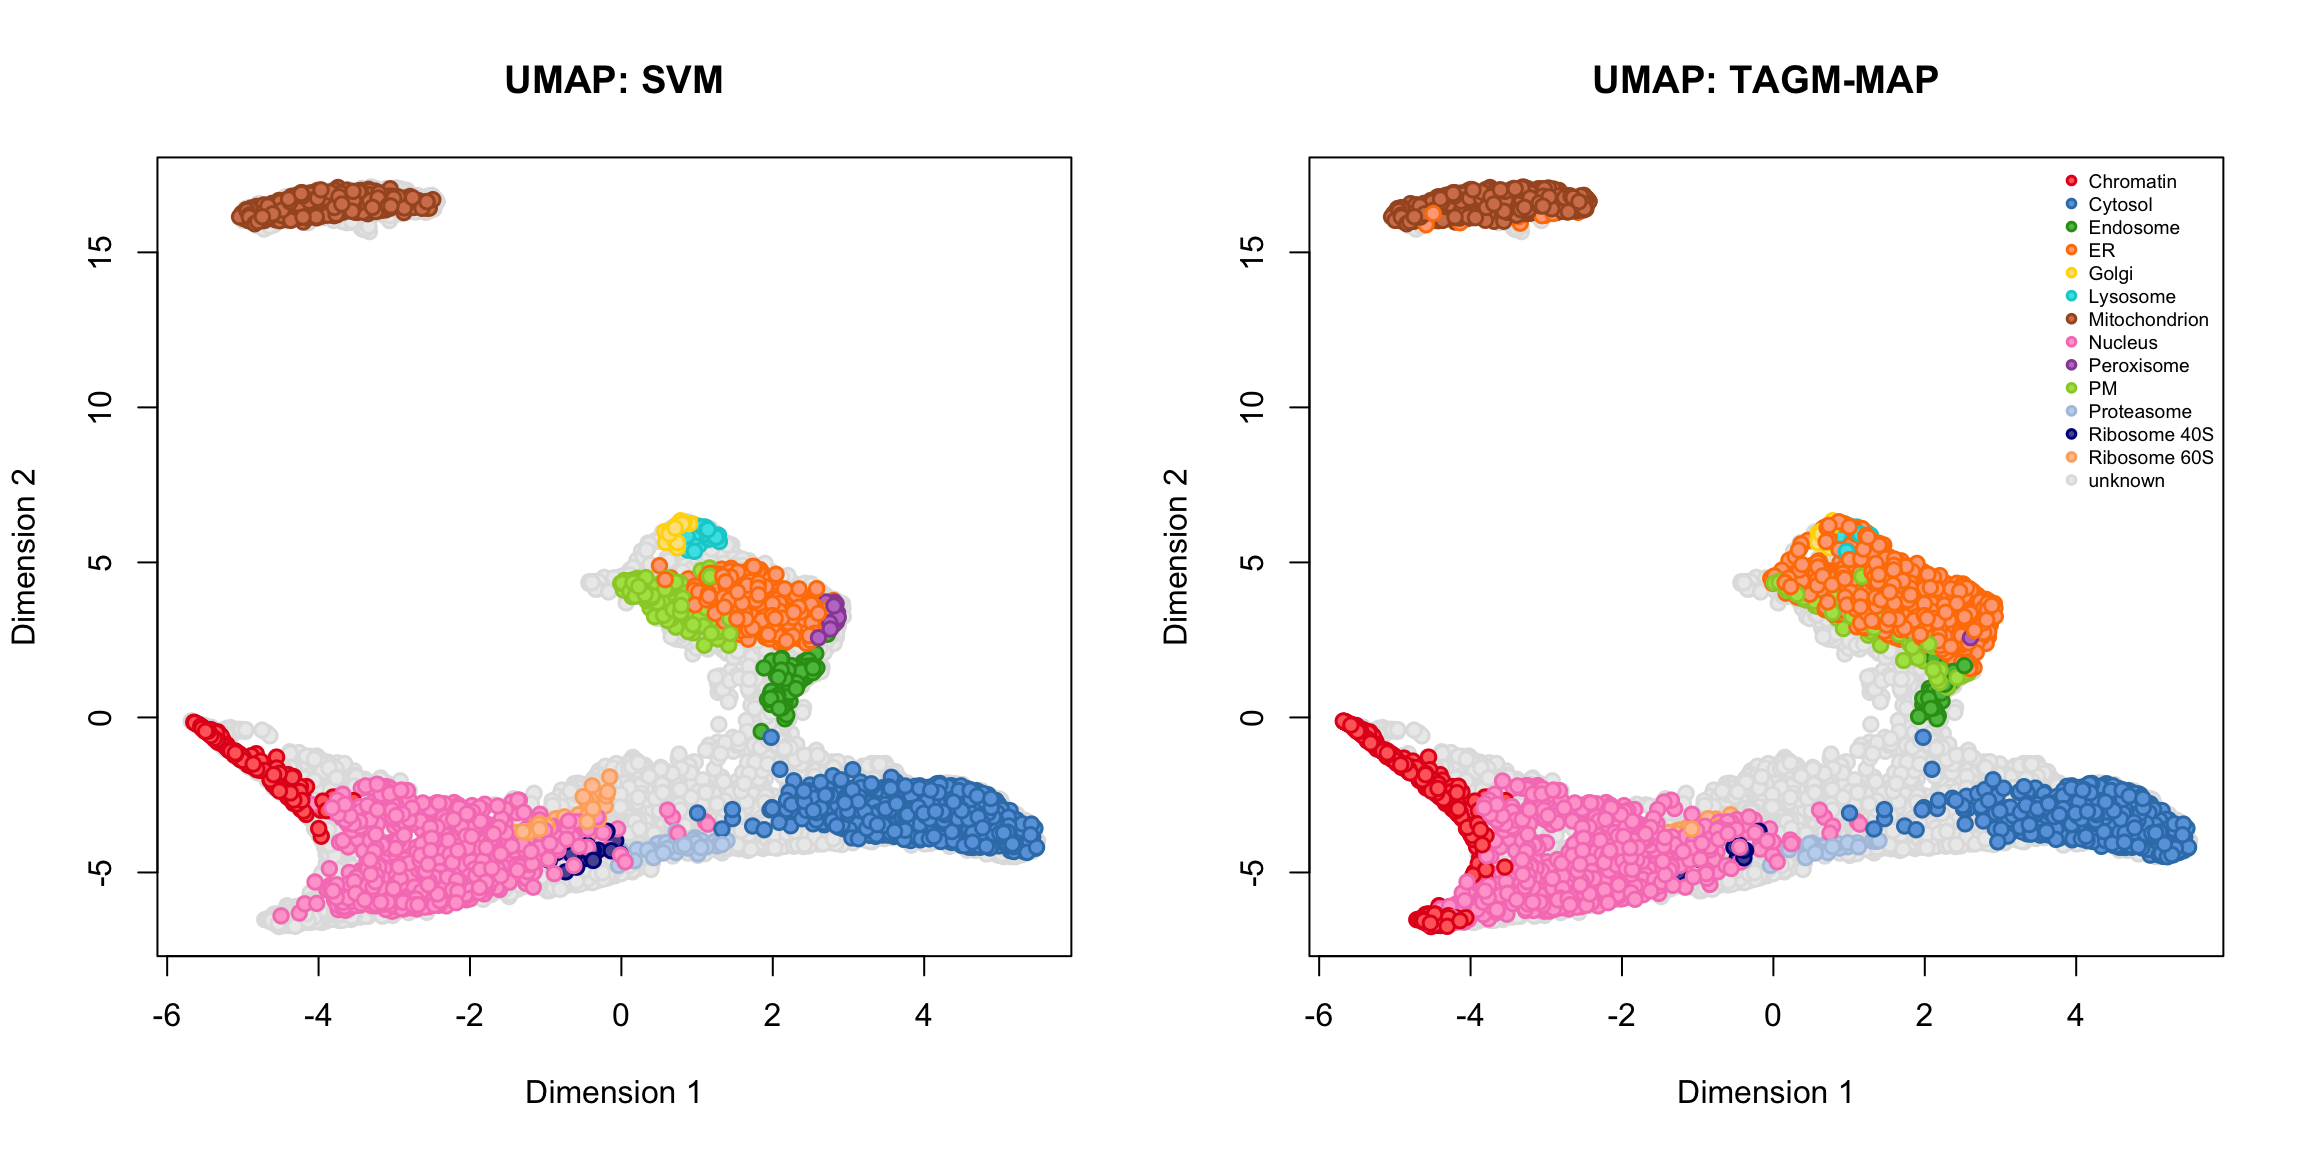 UMAP: SVM
15
10
5
0
-5
Dimension 2
-6 -4 -2 0 2 4
Dimension 1
UMAP: TAGM-MAP
15
10
5
0
-5
Dimension 2
Chromatin
Cytosol
Endosome
ER
Golgi
Lysosome
Mitochondrion
Nucleus
Peroxisome
PM
Proteasome
Ribosome 40S
Ribosome 60S
unknown
-6 -4 -2 0 2 4
Dimension 1